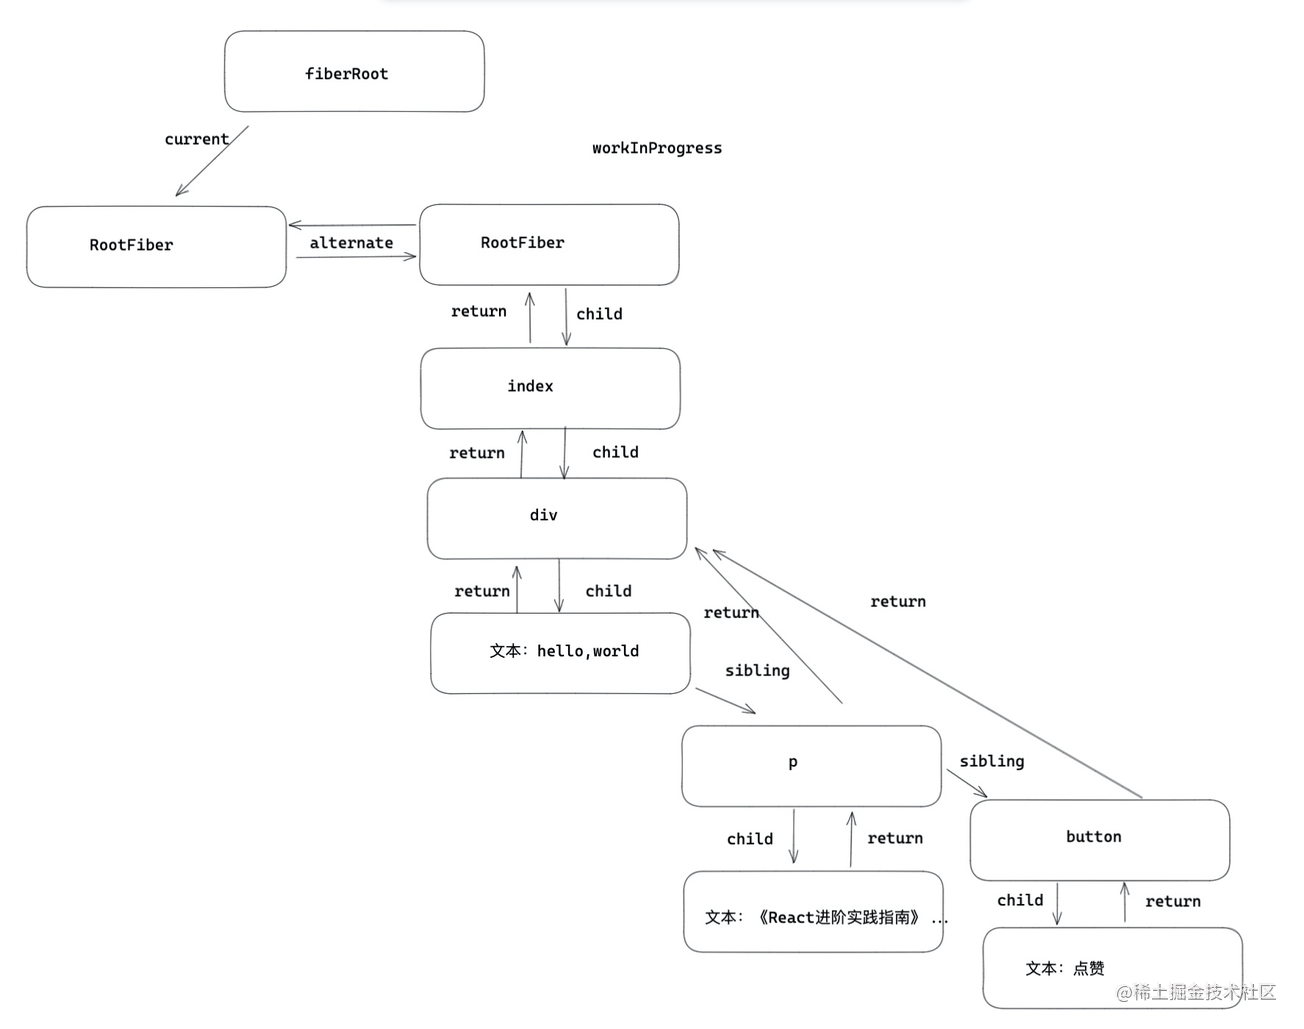 fiberRoot
current
workInProgress
RootFiber
alternate
RootFiber
return
child
index
return
child
div
return
child
文本：hello,world
return
return
sibling
p
sibling
button
child
return
文本：《React进阶实践指南》 ...
child
return
文本：点赞
@稀土掘金技术社区